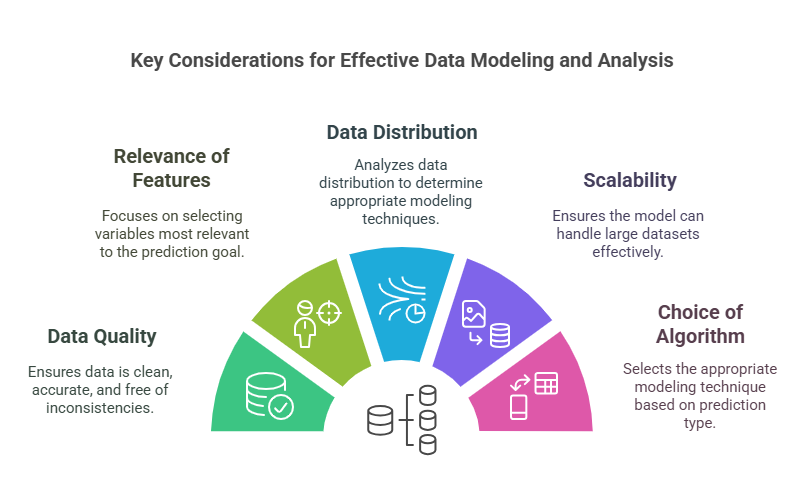 Key Considerations for Effective Data Modeling and Analysis
Data Distribution
Analyzes data
distribution to determine
appropriate modeling
techniques.
Relevance of
Features
Focuses on selecting
variables most relevant
to the prediction goal.
Scalability
Ensures the model can
handle large datasets
effectively.
Data Quality
Ensures data is clean,
accurate, and free of
inconsistencies.
Choice of
Algorithm
Selects the appropriate
modeling technique
based on prediction
type.